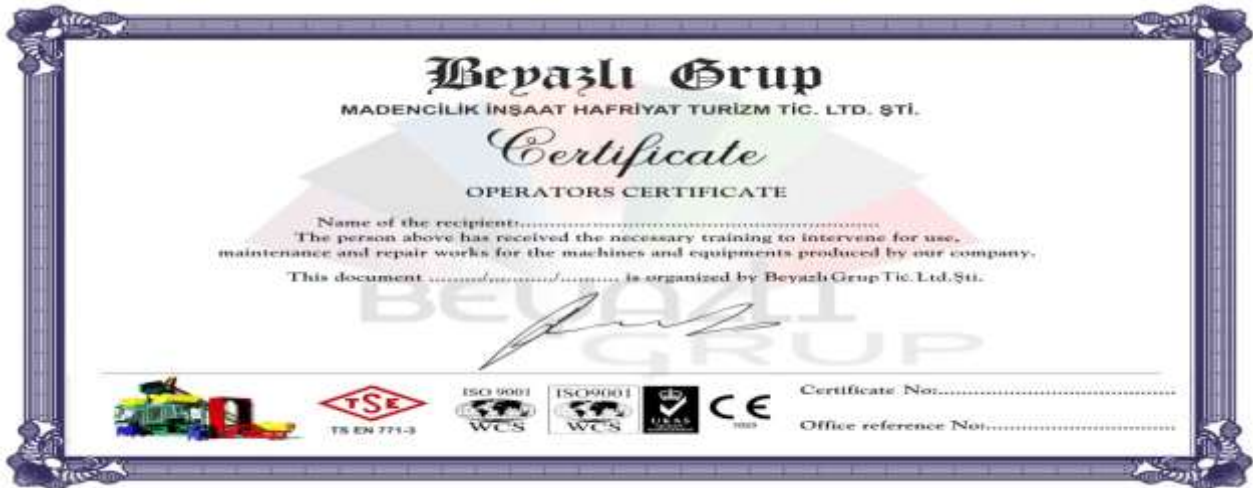 Beyazlı Grup
MADENCİLİK İNŞAAT HAFRİYAT TURİZM TİC. LTD. ŞTİ.
Certificate
OPERATORS CERTIFICATE
Name of the recipient:..........................................................................
The person above has received the necessary training to intervene for use,
maintenance and repair works for the machines and equipments produced by our company.
This document ........../............/.......... is organized by Beyazlı Grup Tic. Ltd. Şti.
BEYAZLI
GRUP
TSE
TS EN 771-3
ISO 9001
WCS
ISO9001
WCS
UKAS
CE
Certificate No:..............................................
Office reference No:.....................................